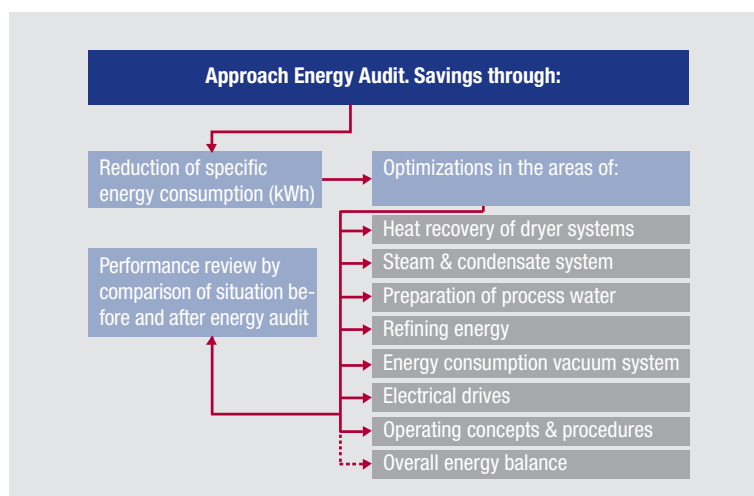 Approach Energy Audit. Savings through:
Reduction of specific
energy consumption (kWh)
Optimizations in the areas of:
Heat recovery of dryer systems
Steam & condensate system
Preparation of process water
Refining energy
Energy consumption vacuum system
Electrical drives
Operating concepts & procedures
Overall energy balance
Performance review by
comparison of situation be-
fore and after energy audit